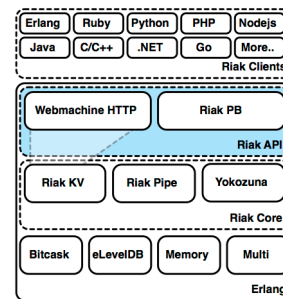 Erlang Ruby Python PHP Nodejs
Java C/C++ .NET Go More..
Riak Clients
Webmachine HTTP Riak PB
Riak API
Riak KV Riak Pipe Yokozuna
Riak Core
Bitcask eLevelDB Memory Multi
Erlang